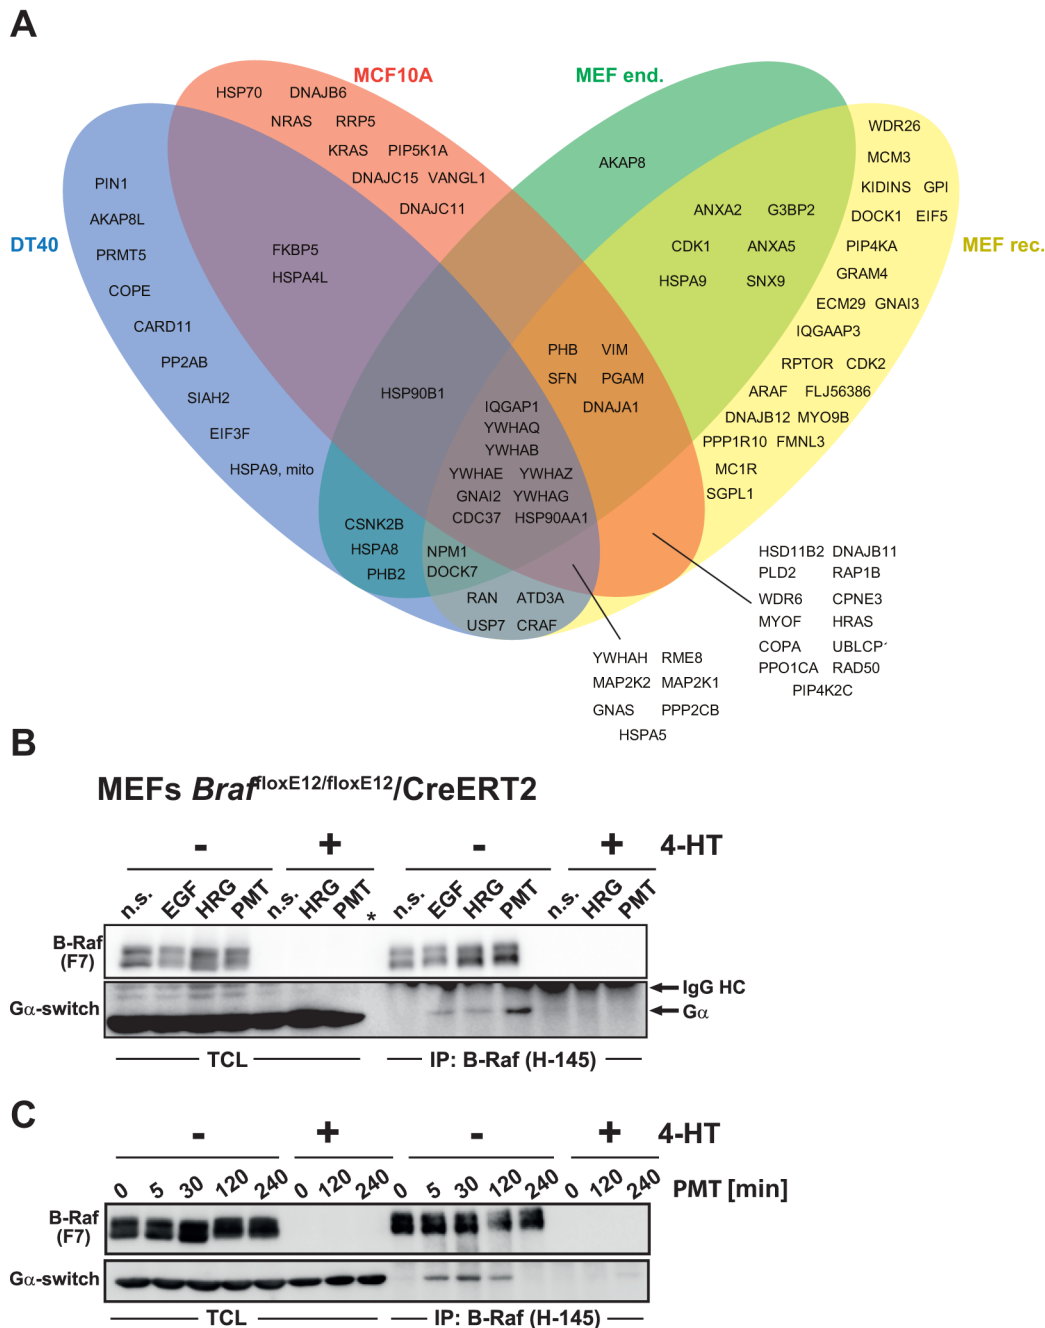 A
MCF10A
MEF end.
DT40
MEF rec.
HSP70 DNAJB6
NRAS RRP5
KRAS PIP5K1A
DNAJC15 VANGL1
DNAJC11
AKAP8
WDR26
MCM3
KIDINS GPI
DOCK1 EIF5
PIP4KA
GRAM4
ECM29 GNAI3
IQGAAP3
RPTOR CDK2
ARAF FLJ56386
DNAJB12 MYO9B
PPP1R10 FMNL3
MC1R
SGPL1
PIN1
AKAP8L
PRMT5
COPE
CARD11
PP2AB
SIAH2
EIF3F
HSPA9, mito
FKBP5
HSPA4L
ANXA2 G3BP2
CDK1 ANXA5
HSPA9 SNX9
PHB VIM
SFN PGAM
DNAJA1
HSP90B1
IQGAP1
YWHAQ
YWHAB
YWHAE YWHAZ
GNAI2 YWHAG
CDC37 HSP90AA1
CSNK2B
HSPA8
PHB2
NPM1
DOCK7
RAN ATD3A
USP7 CRAF
HSD11B2 DNAJB11
PLD2 RAP1B
WDR6 CPNE3
MYOF HRAS
COPA UBLCP
PPO1CA RAD50
PIP4K2C
YWHAH RME8
MAP2K2 MAP2K1
GNAS PPP2CB
HSPA5
B
MEFs Braf floxE12/floxE12/CreERT2
- + - + 4-HT
n.s. EGF HRG PMT n.s. HRG PMT * n.s. EGF HRG PMT n.s. HRG PMT
B-Raf
(F7)
IgG HC
Gα-switch
Gα
TCL IP: B-Raf (H-145)
C
- + - + 4-HT
0 5 30 120 240 0 120 240 0 5 30 120 240 0 120 240 PMT [min]
B-Raf
(F7)
Gα-switch
TCL IP: B-Raf (H-145)